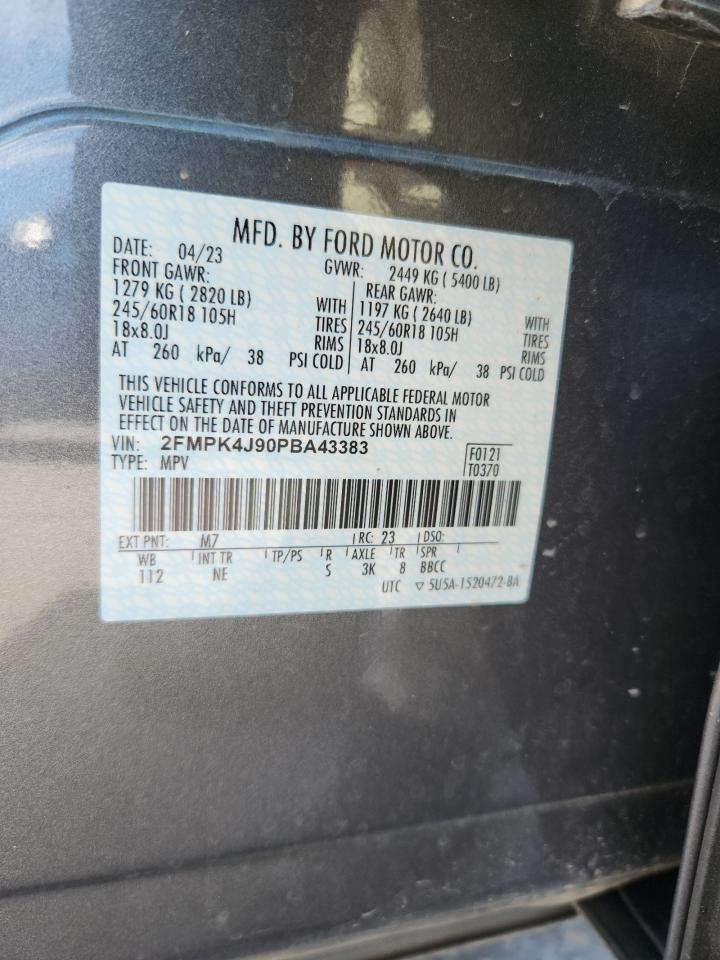 MFD. BY FORD MOTOR CO.
DATE: 04/23 GVWR: 2449 KG ( 5400 LB)
FRONT GAWR: REAR GAWR:
1279 KG ( 2820 LB) WITH 1197 KG ( 2640 LB) WITH
245/60R18 105H TIRES 245/60R18 105H TIRES
18x8.0J RIMS 18x8.0J RIMS
AT 260 kPa/ 38 PSI COLD AT 260 kPa/ 38 PSI COLD
THIS VEHICLE CONFORMS TO ALL APPLICABLE FEDERAL MOTOR
VEHICLE SAFETY AND THEFT PREVENTION STANDARDS IN
EFFECT ON THE DATE OF MANUFACTURE SHOWN ABOVE.
VIN: 2FMPK4J90PBA43383 F0121
TYPE: MPV T0370
EXT PNT: M7 RC: 23 DSO:
WB INT TR TP/PS R AXLE TR SPR
112 NE S 3K 8 BBCC
UTC ▽ 5U5A-1520472-BA